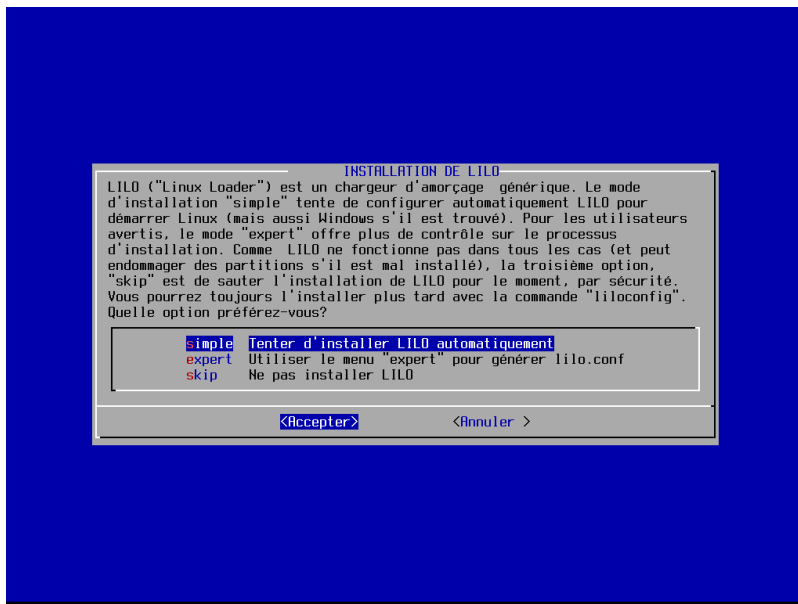 INSTALLATION DE LILO
LILO ("Linux Loader") est un chargeur d'amorçage  générique. Le mode
d'installation "simple" tente de configurer automatiquement LILO pour
démarrer Linux (mais aussi Windows s'il est trouvé). Pour les utilisateurs
avertis, le mode "expert" offre plus de contrôle sur le processus
d'installation. Comme  LILO ne fonctionne pas dans tous les cas (et peut
endommager des partitions s'il est mal installé), la troisième option,
"skip" est de sauter l'installation de LILO pour le moment, par sécurité.
Vous pourrez toujours l'installer plus tard avec la commande "liloconfig".
Quelle option préférez-vous?
simple  Tenter d'installer LILO automatiquement
expert  Utiliser le menu "expert" pour générer lilo.conf
skip    Ne pas installer LILO
<Accepter>            <Annuler >